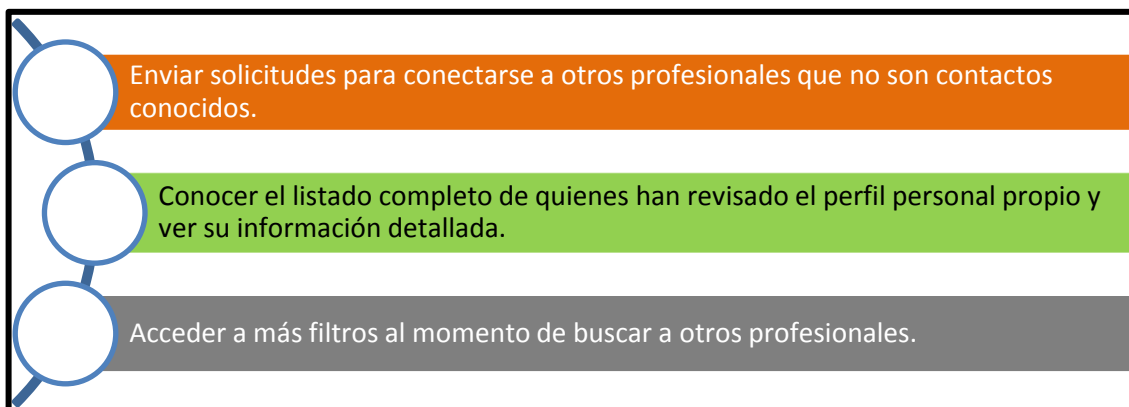 Enviar solicitudes para conectarse a otros profesionales que no son contactos
conocidos.
Conocer el listado completo de quienes han revisado el perfil personal propio y
ver su información detallada.
Acceder a más filtros al momento de buscar a otros profesionales.